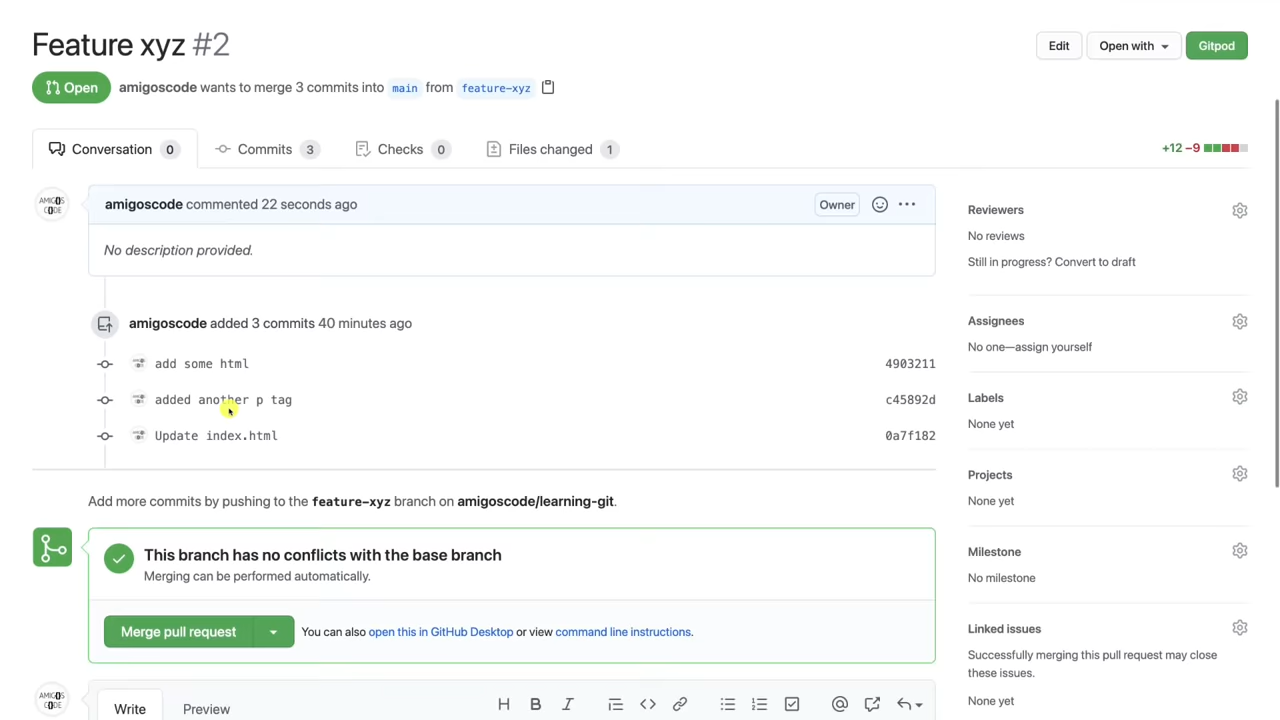 Feature xyz #2
Edit
Open with
Gitpod
Open
amigoscode wants to merge 3 commits into main from feature-xyz
Conversation 0
Commits 3
Checks 0
Files changed 1
+12 −9
AMIGOS CODE
amigoscode commented 22 seconds ago
Owner
No description provided.
amigoscode added 3 commits 40 minutes ago
add some html 4903211
added another p tag c45892d
Update index.html 0a7f182
Add more commits by pushing to the feature-xyz branch on amigoscode/learning-git.
This branch has no conflicts with the base branch
Merging can be performed automatically.
Merge pull request
You can also open this in GitHub Desktop or view command line instructions.
AMIGOS CODE
Write
Preview
Reviewers
No reviews
Still in progress? Convert to draft
Assignees
No one—assign yourself
Labels
None yet
Projects
None yet
Milestone
No milestone
Linked issues
Successfully merging this pull request may close
these issues.
None yet